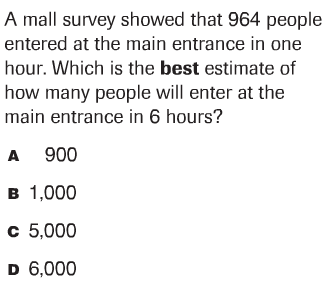 A mall survey showed that 964 people
entered at the main entrance in one
hour. Which is the best estimate of
how many people will enter at the
main entrance in 6 hours?
A 900
B 1,000
C 5,000
D 6,000